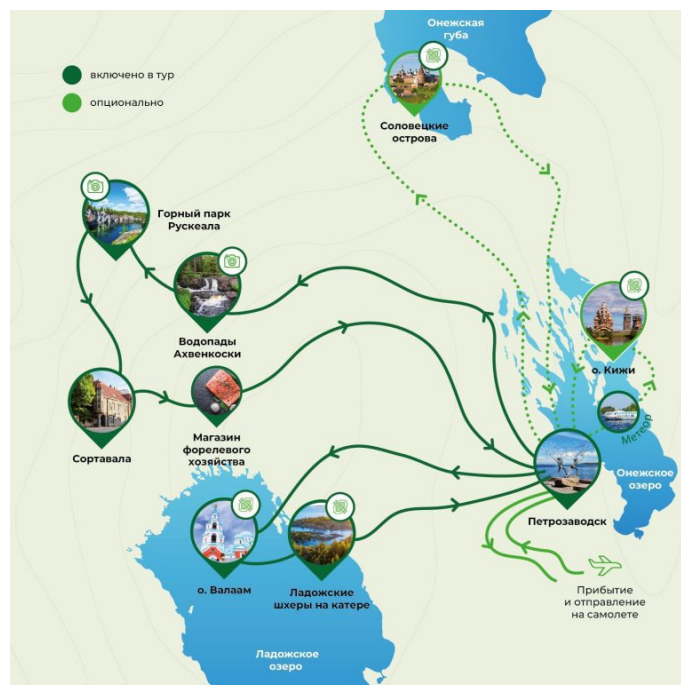 Онежская
губа
включено в тур
опционально
Соловецкие
острова
Горный парк
Рускеала
Водопады
Ахвенкоски
о. Кижи
Метеор
Сортавала
Магазин
форелевого
хозяйства
Онежское
озеро
Петрозаводск
о. Валаам
Ладожские
шхеры на катере
Прибытие
и отправление
на самолете
Ладожское
озеро